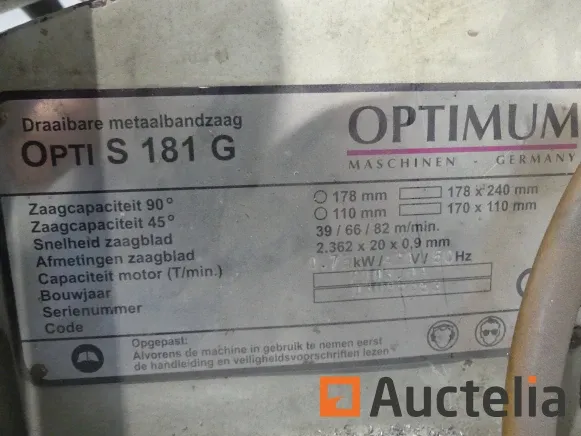 Draaibare metaalbandzaag
OPTI S 181 G
OPTIMUM
MASCHINEN - GERMANY
Zaagcapaciteit 90° 178 mm 178 x 240 mm
Zaagcapaciteit 45° 110 mm 170 x 110 mm
Snelheid zaagblad 39 / 66 / 82 m/min.
Afmetingen zaagblad 2.362 x 20 x 0,9 mm
Capaciteit motor (T/min.) kW/ V/ Hz
Bouwjaar
Serienummer
Code
Opgepast:
Alvorens de machine in gebruik te nemen eerst
de handleiding en veiligheidsvoorschriften lezen
Auctelia